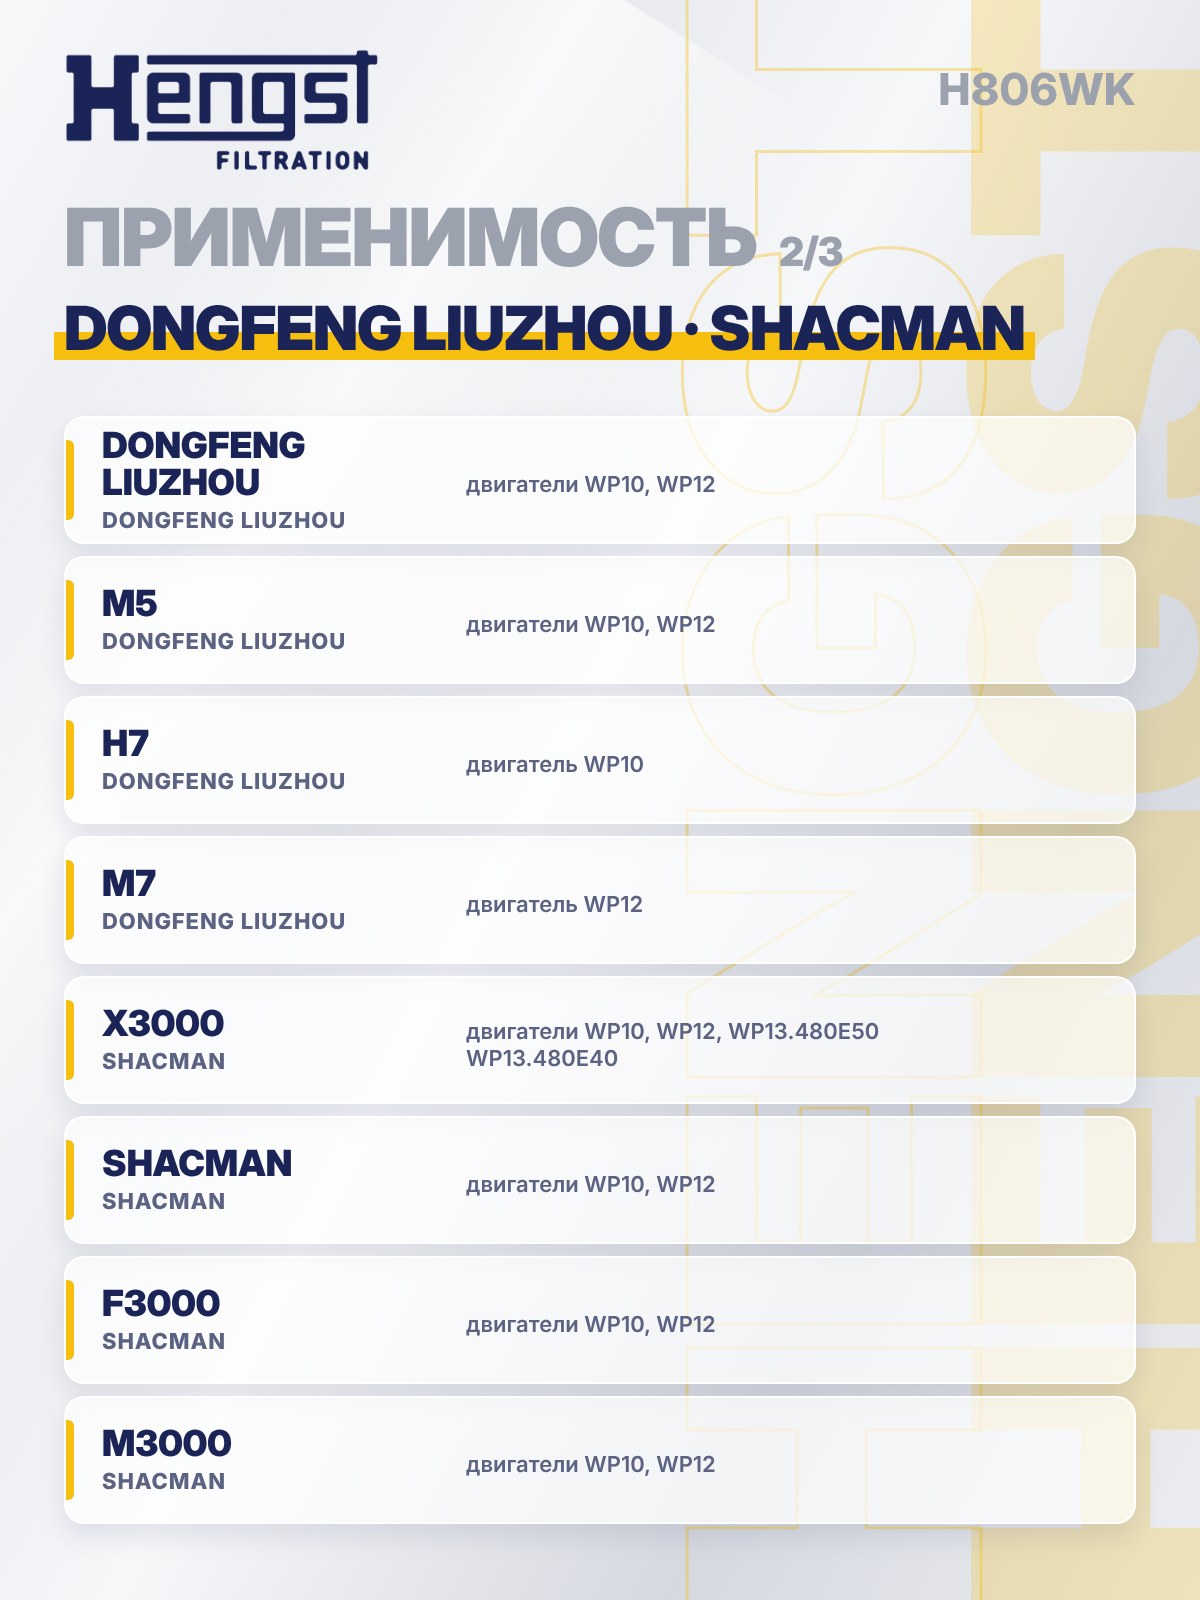 Hengst
FILTRATION
H806WK
ПРИМЕНИМОСТЬ 2/3
DONGFENG LIUZHOU · SHACMAN
DONGFENG
LIUZHOU
DONGFENG LIUZHOU
двигатели WP10, WP12
M5
DONGFENG LIUZHOU
двигатели WP10, WP12
H7
DONGFENG LIUZHOU
двигатель WP10
M7
DONGFENG LIUZHOU
двигатель WP12
X3000
SHACMAN
двигатели WP10, WP12, WP13.480E50
WP13.480E40
SHACMAN
SHACMAN
двигатели WP10, WP12
F3000
SHACMAN
двигатели WP10, WP12
M3000
SHACMAN
двигатели WP10, WP12
HENGST
HENGST